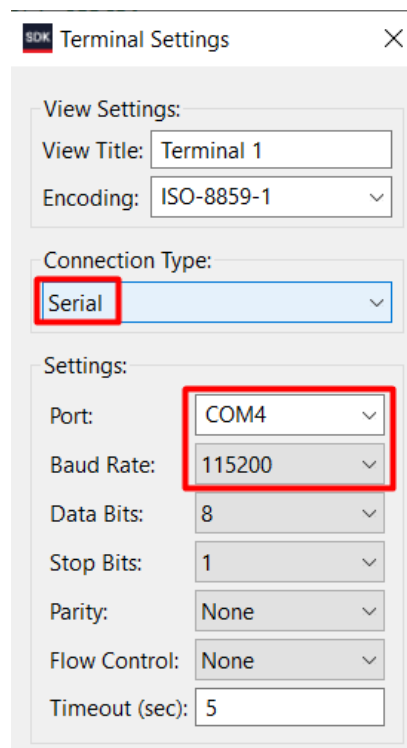 SDK Terminal Settings
View Settings:
View Title: Terminal 1
Encoding: ISO-8859-1
Connection Type:
Serial
Settings:
Port: COM4
Baud Rate: 115200
Data Bits: 8
Stop Bits: 1
Parity: None
Flow Control: None
Timeout (sec): 5